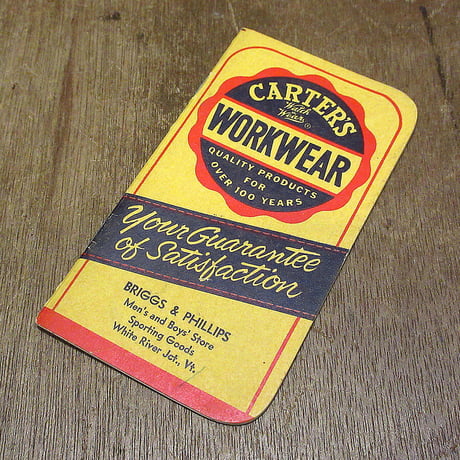 CARTER'S
Watch
Wear ®
WORKWEAR
QUALITY PRODUCTS
FOR
OVER 100 YEARS
Your Guarantee
of Satisfaction
BRIGGS & PHILLIPS
Men's and Boys' Store
Sporting Goods
White River Jct., Vt.